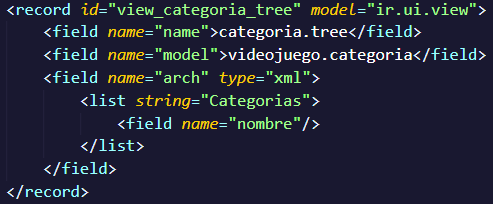 <record id="view_categoria_tree" model="ir.ui.view">
    <field name="name">categoria.tree</field>
    <field name="model">videojuego.categoria</field>
    <field name="arch" type="xml">
        <list string="Categorias">
            <field name="nombre"/>
        </list>
    </field>
</record>